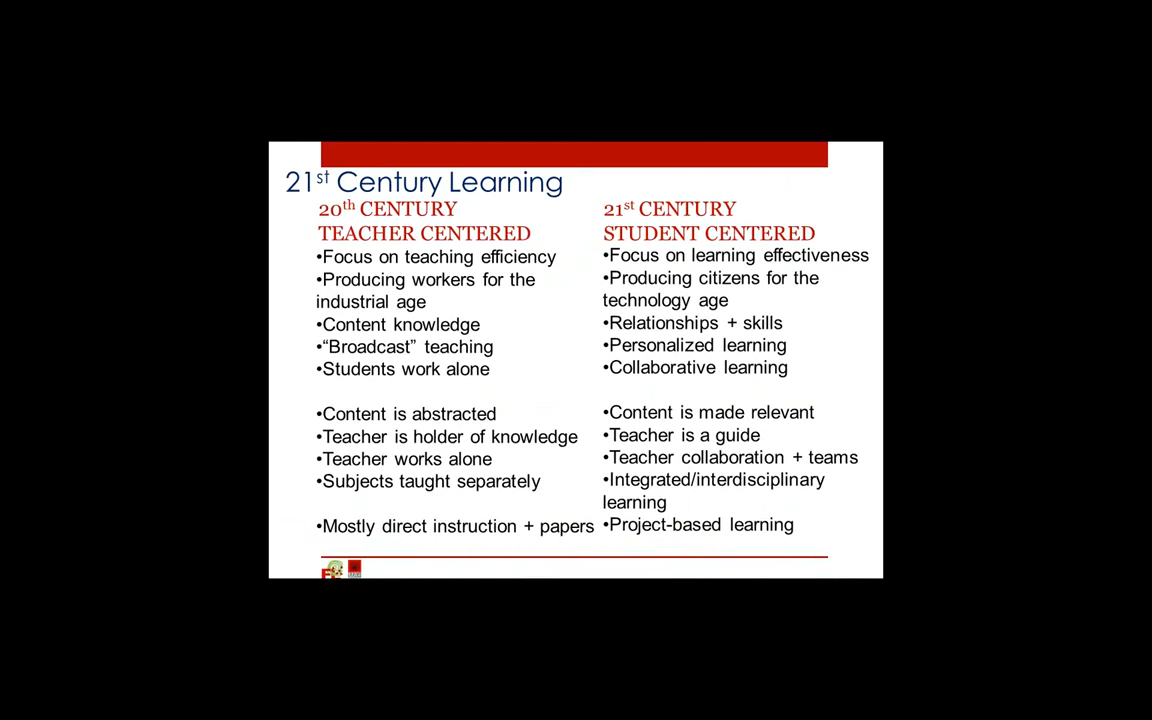 21st Century Learning
20th CENTURY
TEACHER CENTERED
•Focus on teaching efficiency
•Producing workers for the
industrial age
•Content knowledge
•“Broadcast” teaching
•Students work alone
•Content is abstracted
•Teacher is holder of knowledge
•Teacher works alone
•Subjects taught separately
•Mostly direct instruction + papers
21st CENTURY
STUDENT CENTERED
•Focus on learning effectiveness
•Producing citizens for the
technology age
•Relationships + skills
•Personalized learning
•Collaborative learning
•Content is made relevant
•Teacher is a guide
•Teacher collaboration + teams
•Integrated/interdisciplinary
learning
•Project-based learning